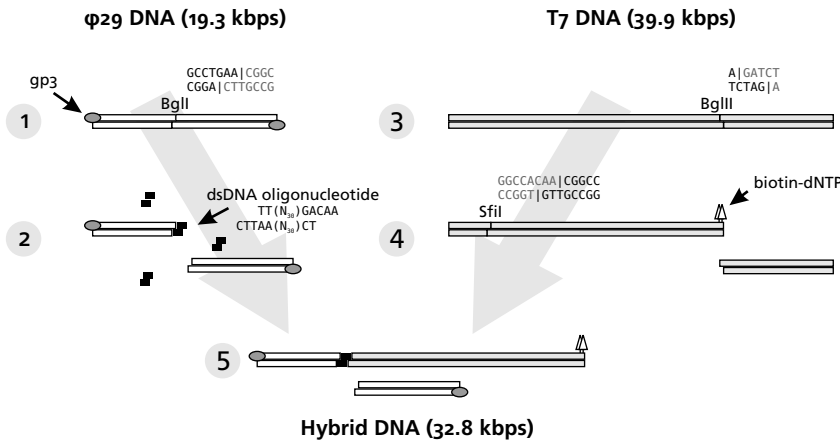 φ29 DNA (19.3 kbps)
T7 DNA (39.9 kbps)
gp3
GCCTGAA|CGGC
CGGA|CTTGCCG
BglI
1
A|GATCT
TCTAG|A
BglII
3
dsDNA oligonucleotide
TT(N₃₀)GACAA
CTTAA(N₃₀)CT
2
GGCCACAA|CGGCC
CCGGT|GTTGCCGG
SfiI
biotin-dNTP
4
5
Hybrid DNA (32.8 kbps)